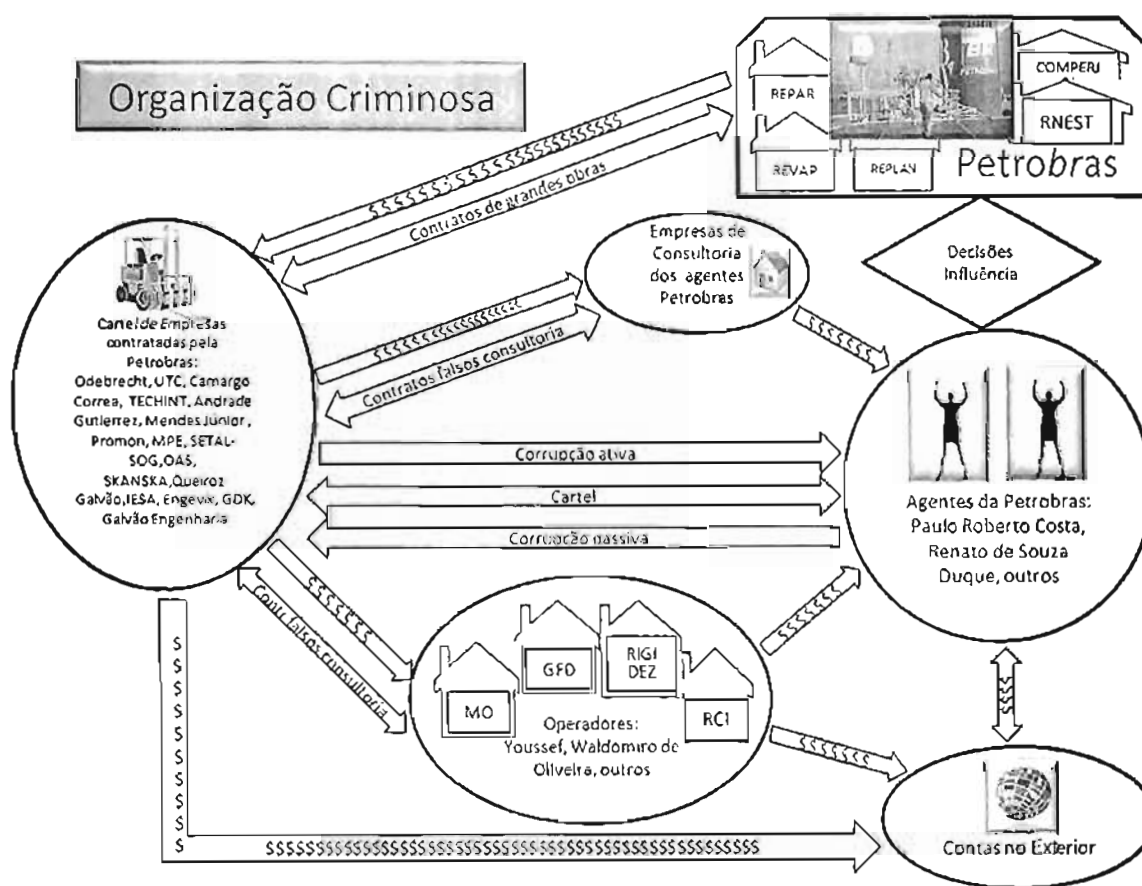 Organização Criminosa
REPAR
COMPERJ
RNEST
REVAP
REPLAN
Petrobras
$$$$$$$$$$$$$$$$$$$$$$$
Contratos de grandes obras
Empresas de
Consultoria
dos agentes
Petrobras
Decisões
Influência
Cartel de Empresas
contratadas pela
Petrobras:
Odebrecht, UTC, Camargo
Correa, TECHINT, Andrade
Gutierrez, Mendes Júnior,
Promon, MPE, SETAL-
SOG, OAS,
SKANSKA, Queiroz
Galvão, IESA, Engevix, GDK,
Galvão Engenharia
$$$$$$$$$$$$$$$$$$
Contratos falsos consultoria
$$$$$$
Corrupção ativa
Cartel
Corrupção passiva
Agentes da Petrobras:
Paulo Roberto Costa,
Renato de Souza
Duque, outros
$$$$$$$
Contr falsos consultoria
MO
GFD
RIGI
DEZ
RCI
Operadores:
Youssef, Waldomiro de
Oliveira, outros
$$$$$$$
$$$$$$
$$$$
$
$
$
$
$
$
$
$
$
$
$$$$$$$$$$$$$$$$$$$$$$$$$$$$$$$$$$$$$$$$$$$$$
Contas no Exterior